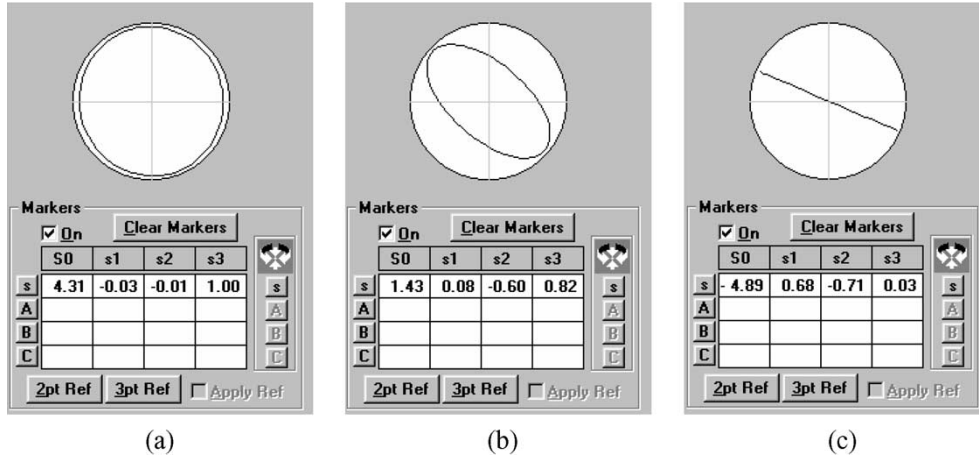 Markers
On
Clear Markers
S0 s1 s2 s3
s 4.31 -0.03 -0.01 1.00 s
A A
B B
C C
2pt Ref 3pt Ref Apply Ref
(a)
Markers
On
Clear Markers
S0 s1 s2 s3
s 1.43 0.08 -0.60 0.82 s
A A
B B
C C
2pt Ref 3pt Ref Apply Ref
(b)
Markers
On
Clear Markers
S0 s1 s2 s3
s - 4.89 0.68 -0.71 0.03 s
A A
B B
C C
2pt Ref 3pt Ref Apply Ref
(c)